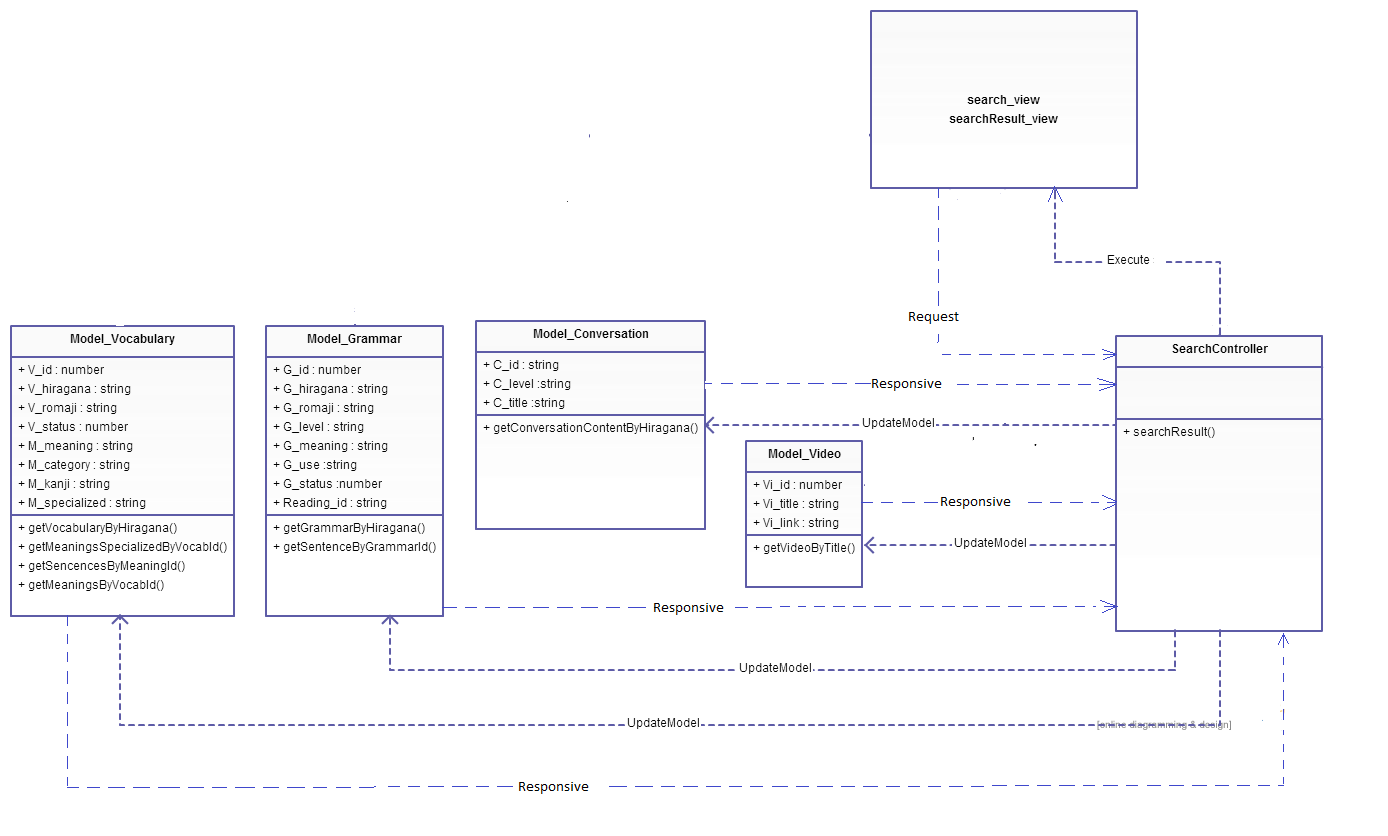 search_view
searchResult_view
Execute
Request
Model_Vocabulary
+ V_id : number
+ V_hiragana : string
+ V_romaji : string
+ V_status : number
+ M_meaning : string
+ M_category : string
+ M_kanji : string
+ M_specialized : string
+ getVocabularyByHiragana()
+ getMeaningsSpecializedByVocabId()
+ getSencencesByMeaningId()
+ getMeaningsByVocabId()
Model_Grammar
+ G_id : number
+ G_hiragana : string
+ G_romaji : string
+ G_level : string
+ G_meaning : string
+ G_use :string
+ G_status :number
+ Reading_id : string
+ getGrammarByHiragana()
+ getSentenceByGrammarId()
Model_Conversation
+ C_id : string
+ C_level :string
+ C_title :string
+ getConversationContentByHiragana()
Model_Video
+ Vi_id : number
+ Vi_title : string
+ Vi_link : string
+ getVideoByTitle()
SearchController
+ searchResult()
Responsive
UpdateModel
Responsive
UpdateModel
Responsive
UpdateModel
UpdateModel
[online diagramming & design]
Responsive